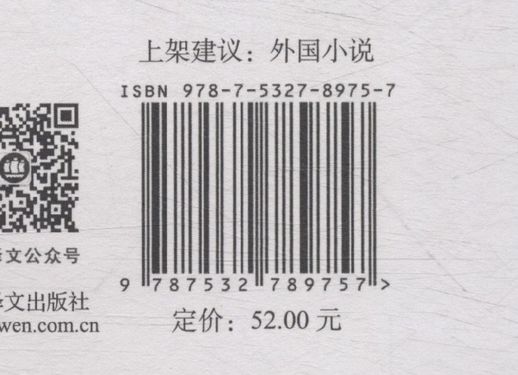 上架建议：外国小说
ISBN 978-7-5327-8975-7
9 787532 789757 >
定价：52.00 元
文公众号
文出版社
wen.com.cn